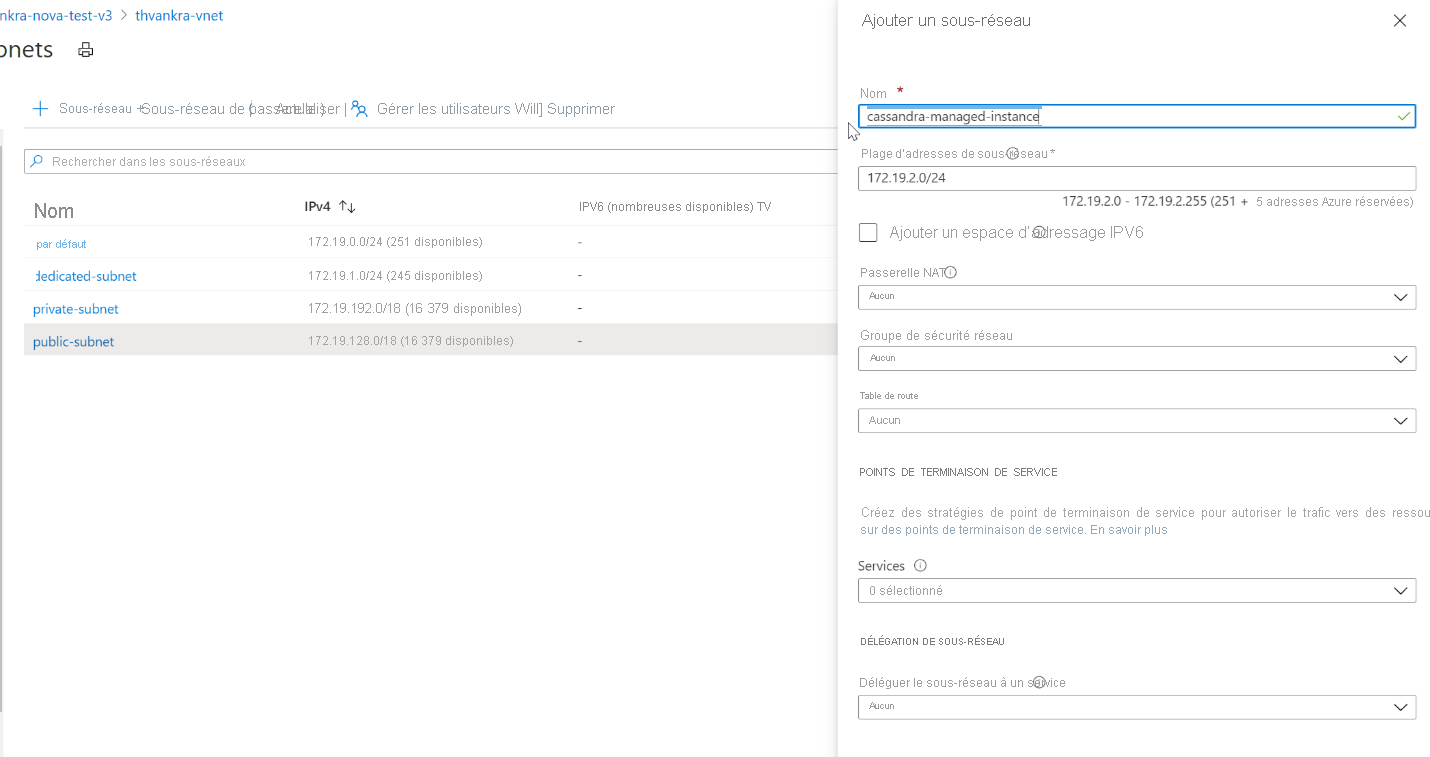 nkra-nova-test-v3 > thvankra-vnet
onets
Sous-réseau + Sous-réseau de passerelle Actualiser | Gérer les utilisateurs Will] Supprimer
Rechercher dans les sous-réseaux
Nom IPv4 ↑↓ IPV6 (nombreuses disponibles) TV
par défaut 172.19.0.0/24 (251 disponibles) -
dedicated-subnet 172.19.1.0/24 (245 disponibles) -
private-subnet 172.19.192.0/18 (16 379 disponibles) -
public-subnet 172.19.128.0/18 (16 379 disponibles) -
Ajouter un sous-réseau
Nom *
cassandra-managed-instance
Plage d'adresses de sous-réseau *
172.19.2.0/24
172.19.2.0 - 172.19.2.255 (251 + 5 adresses Azure réservées)
Ajouter un espace d'adressage IPV6
Passerelle NAT
Aucun
Groupe de sécurité réseau
Aucun
Table de route
Aucun
POINTS DE TERMINAISON DE SERVICE
Créez des stratégies de point de terminaison de service pour autoriser le trafic vers des ressou
sur des points de terminaison de service. En savoir plus
Services
0 sélectionné
DÉLÉGATION DE SOUS-RÉSEAU
Déléguer le sous-réseau à un service
Aucun